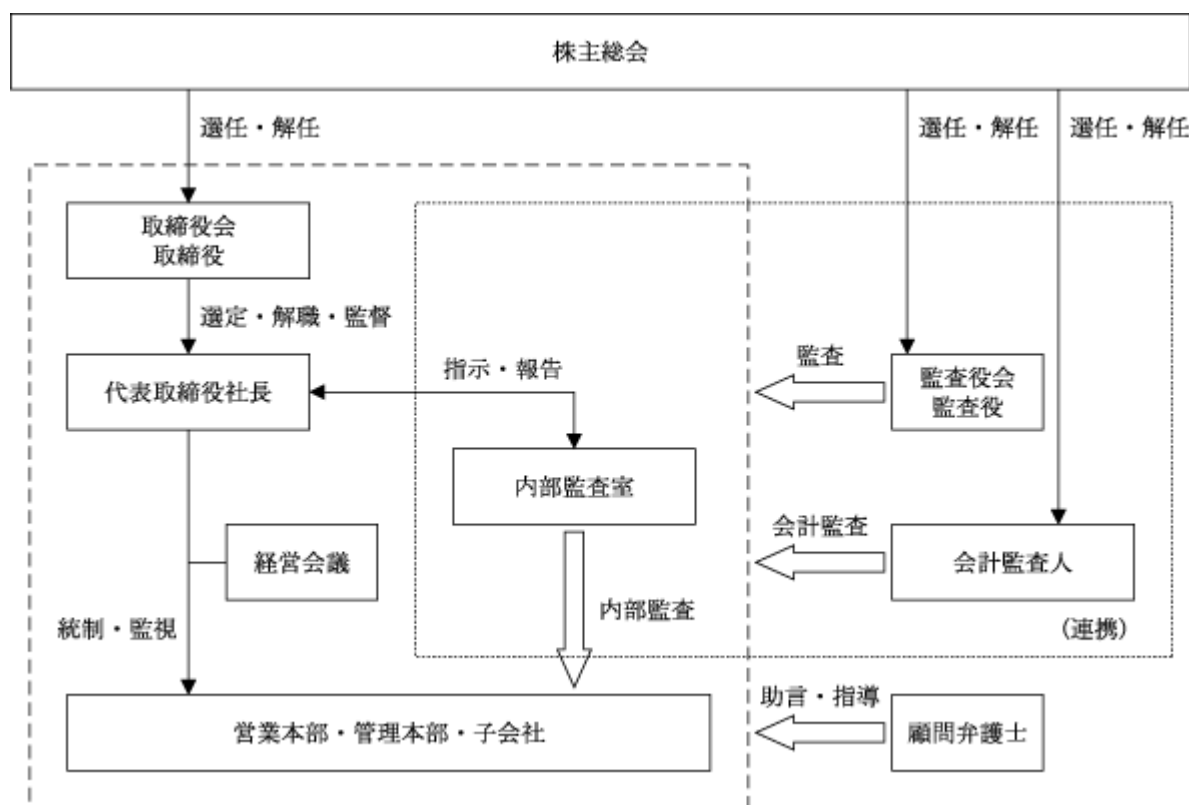 株主総会
選任・解任
選任・解任
選任・解任
取締役会
取締役
選定・解職・監督
代表取締役社長
指示・報告
監査
監査役会
監査役
内部監査室
経営会議
会計監査
会計監査人
内部監査
統制・監視
(連携)
営業本部・管理本部・子会社
助言・指導
顧問弁護士